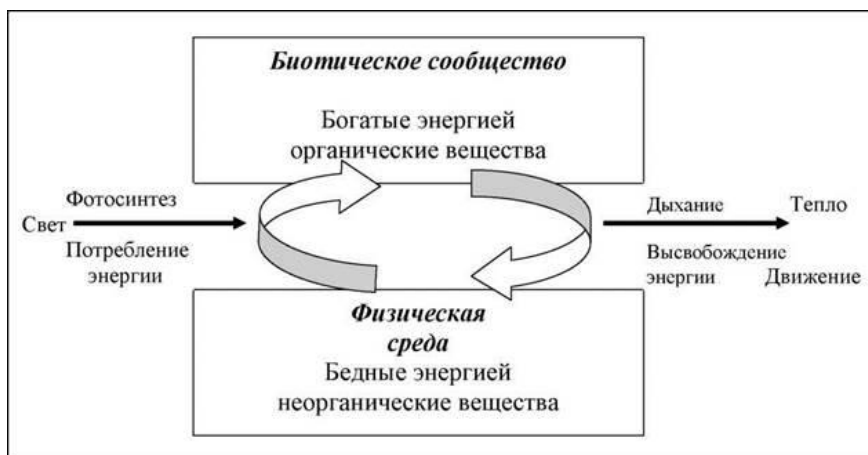 Биотическое сообщество
Богатые энергией
органические вещества
Фотосинтез
Свет
Потребление
энергии
Дыхание
Тепло
Высвобождение
энергии
Движение
Физическая
среда
Бедные энергией
неорганические вещества